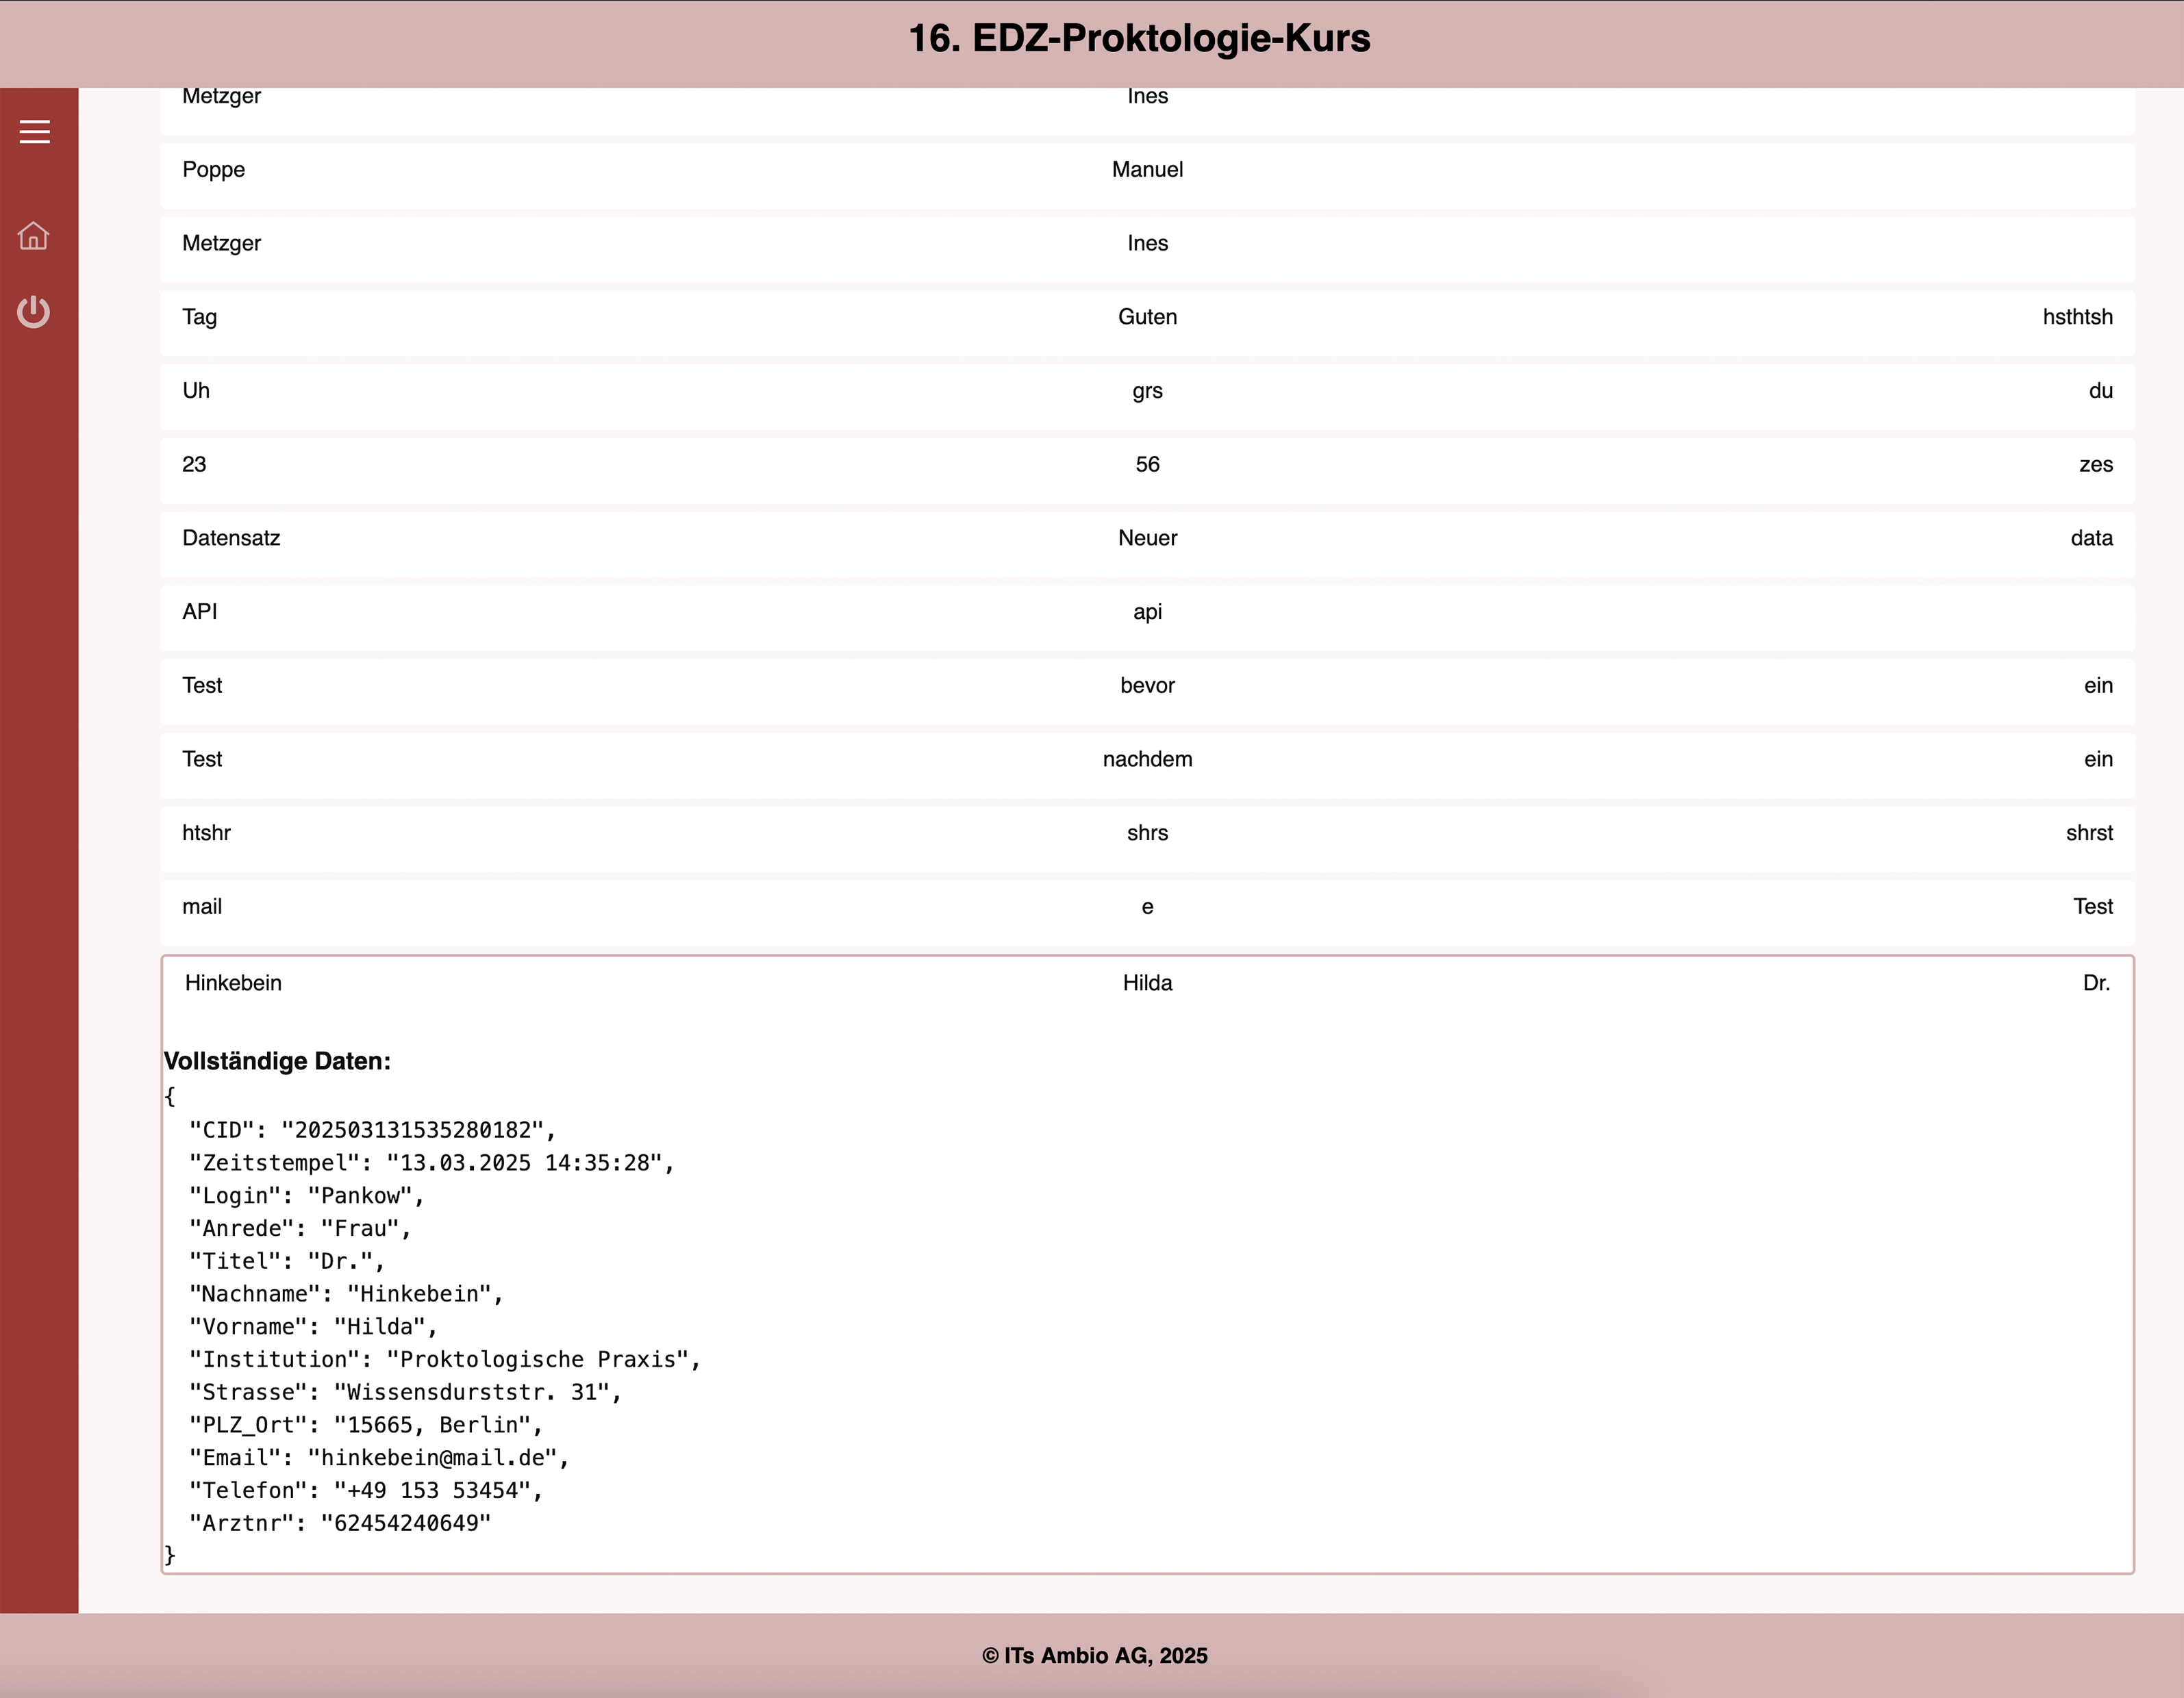 16. EDZ-Proktologie-Kurs
Metzger Ines
Poppe Manuel
Metzger Ines
Tag Guten hsthtsh
Uh grs du
23 56 zes
Datensatz Neuer data
API api
Test bevor ein
Test nachdem ein
htshr shrs shrst
mail e Test
Hinkebein Hilda Dr.
Vollständige Daten:
{
"CID": "202503131535280182",
"Zeitstempel": "13.03.2025 14:35:28",
"Login": "Pankow",
"Anrede": "Frau",
"Titel": "Dr.",
"Nachname": "Hinkebein",
"Vorname": "Hilda",
"Institution": "Proktologische Praxis",
"Strasse": "Wissensdurststr. 31",
"PLZ_Ort": "15665, Berlin",
"Email": "hinkebein@mail.de",
"Telefon": "+49 153 53454",
"Arztnr": "62454240649"
}
© ITs Ambio AG, 2025